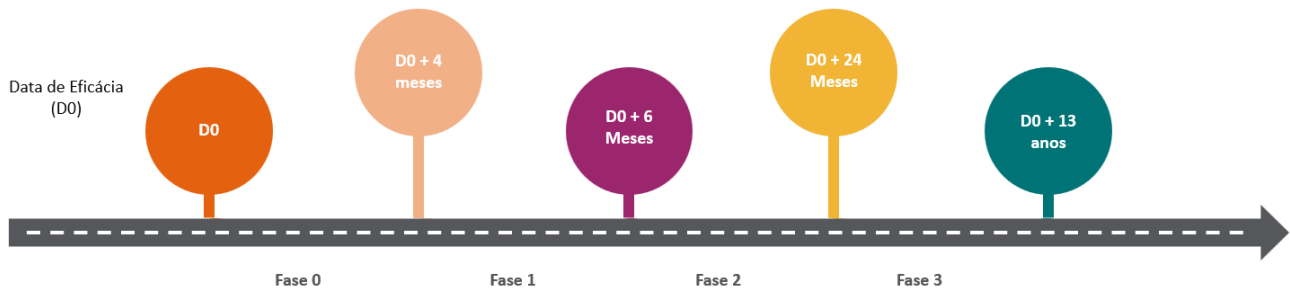 Data de Eficácia
(D0)
D0
D0 + 4
meses
D0 + 6
Meses
D0 + 24
Meses
D0 + 13
anos
Fase 0
Fase 1
Fase 2
Fase 3